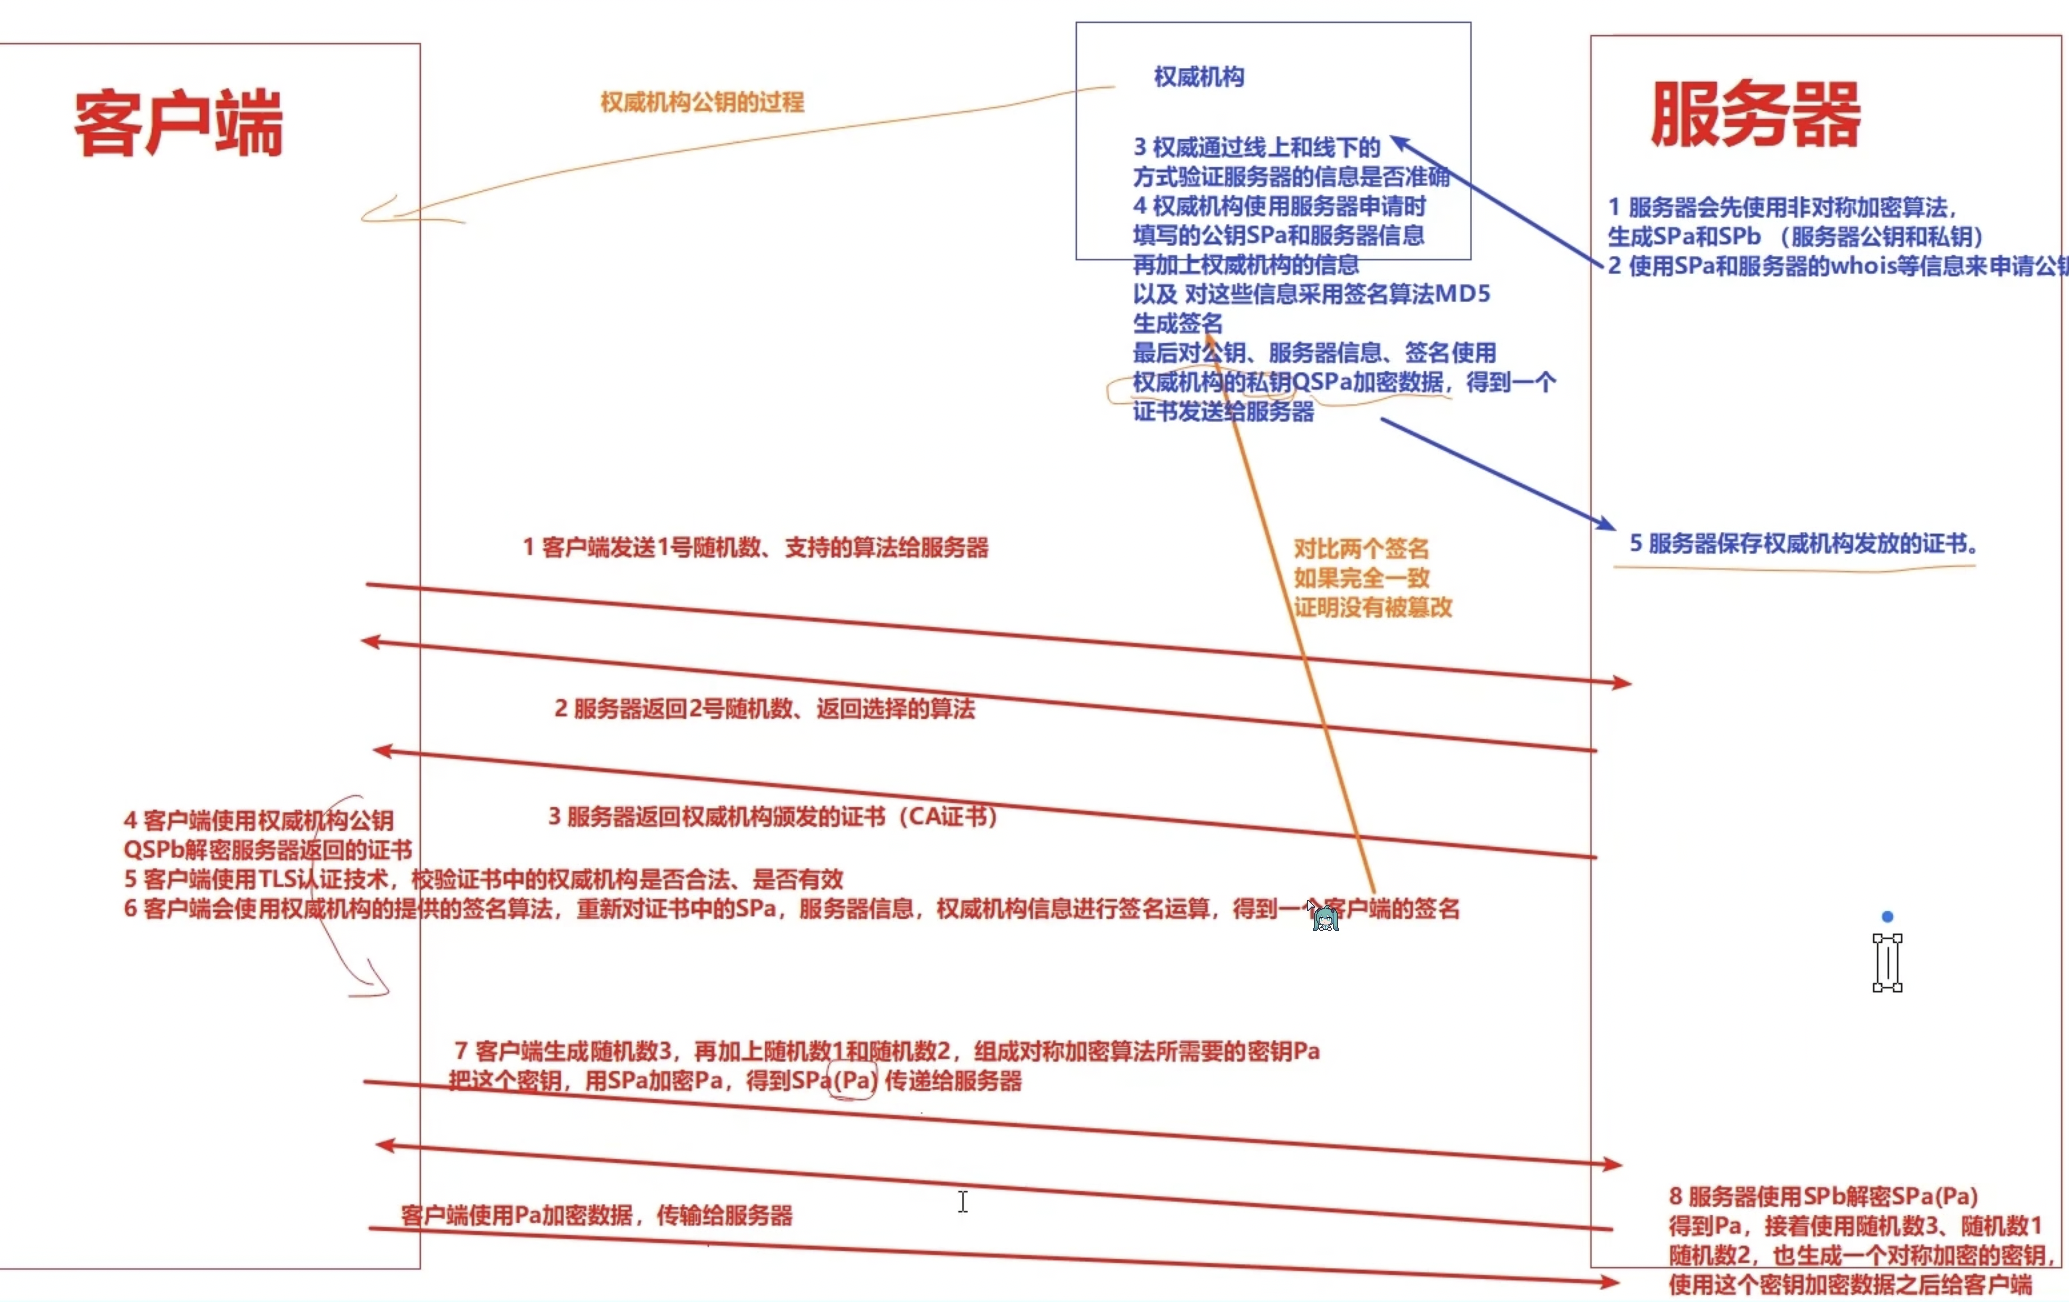 客户端
权威机构公钥的过程
权威机构
3 权威通过线上和线下的
方式验证服务器的信息是否准确
4 权威机构使用服务器申请时
填写的公钥SPa和服务器信息
再加上权威机构的信息
以及 对这些信息采用签名算法MD5
生成签名
最后对公钥、服务器信息、签名使用
权威机构的私钥QSPa加密数据，得到一个
证书发送给服务器
服务器
1 服务器会先使用非对称加密算法，
生成SPa和SPb （服务器公钥和私钥）
2 使用SPa和服务器的whois等信息来申请公钥
5 服务器保存权威机构发放的证书。
1 客户端发送1号随机数、支持的算法给服务器
对比两个签名
如果完全一致
证明没有被篡改
2 服务器返回2号随机数、返回选择的算法
3 服务器返回权威机构颁发的证书（CA证书）
4 客户端使用权威机构公钥
QSPb解密服务器返回的证书
5 客户端使用TLS认证技术，校验证书中的权威机构是否合法、是否有效
6 客户端会使用权威机构的提供的签名算法，重新对证书中的SPa，服务器信息，权威机构信息进行签名运算，得到一个客户端的签名
7 客户端生成随机数3，再加上随机数1和随机数2，组成对称加密算法所需要的密钥Pa
把这个密钥，用SPa加密Pa，得到SPa(Pa) 传递给服务器
客户端使用Pa加密数据，传输给服务器
8 服务器使用SPb解密SPa(Pa)
得到Pa，接着使用随机数3、随机数1
随机数2，也生成一个对称加密的密钥，
使用这个密钥加密数据之后给客户端